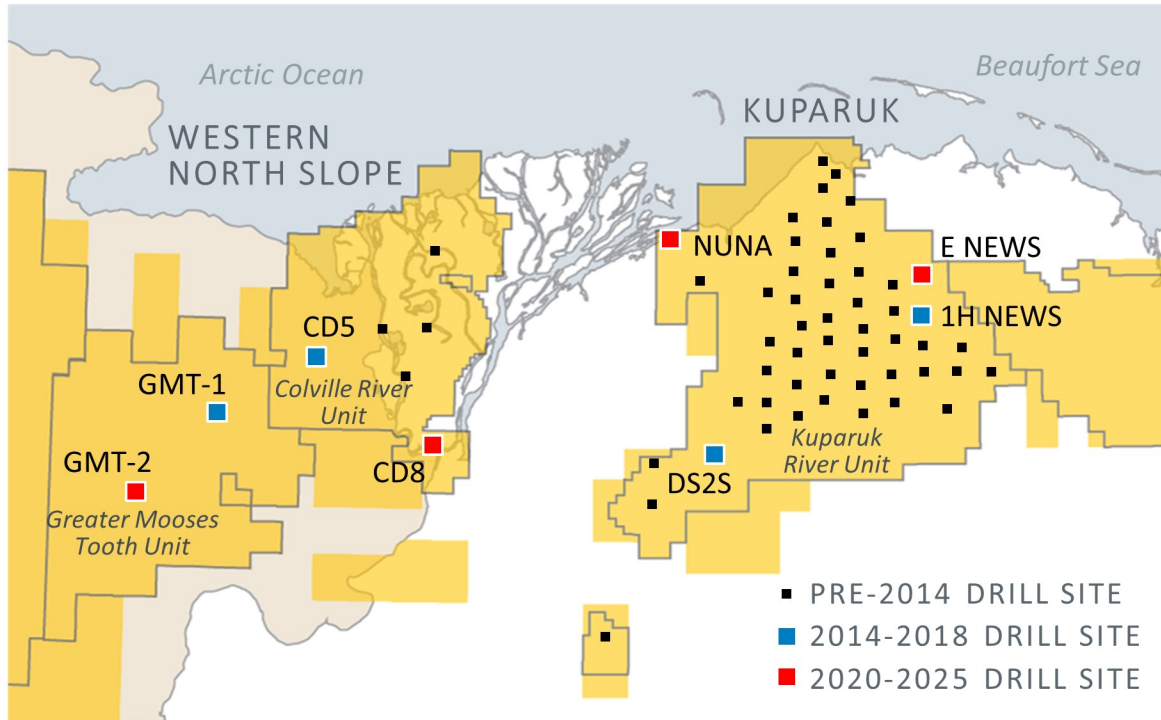 Arctic Ocean
Beaufort Sea
WESTERN
NORTH SLOPE
KUPARUK
NUNA
E NEWS
1H NEWS
CD5
GMT-1
Colville River
Unit
GMT-2
CD8
Kuparuk
River Unit
DS2S
Greater Mooses
Tooth Unit
PRE-2014 DRILL SITE
2014-2018 DRILL SITE
2020-2025 DRILL SITE